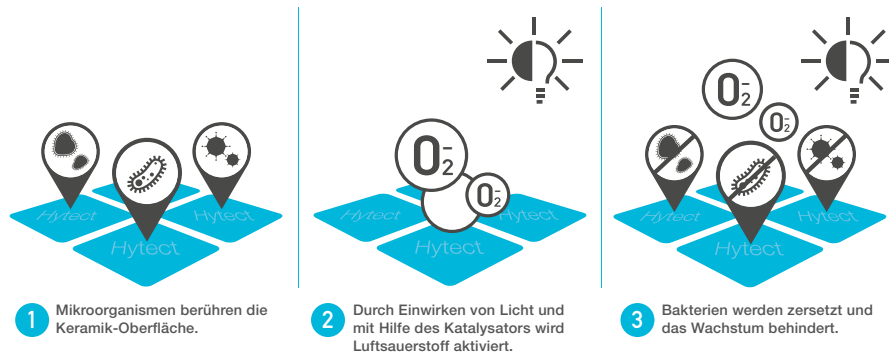 O₂⁻
O₂⁻
O₂⁻
O₂⁻
Hytect
Hytect
Hytect
Hytect
Hytect
Hytect
Hytect
Hytect
Hytect
1
Mikroorganismen berühren die
Keramik-Oberfläche.
2
Durch Einwirken von Licht und
mit Hilfe des Katalysators wird
Luftsauerstoff aktiviert.
3
Bakterien werden zersetzt und
das Wachstum behindert.